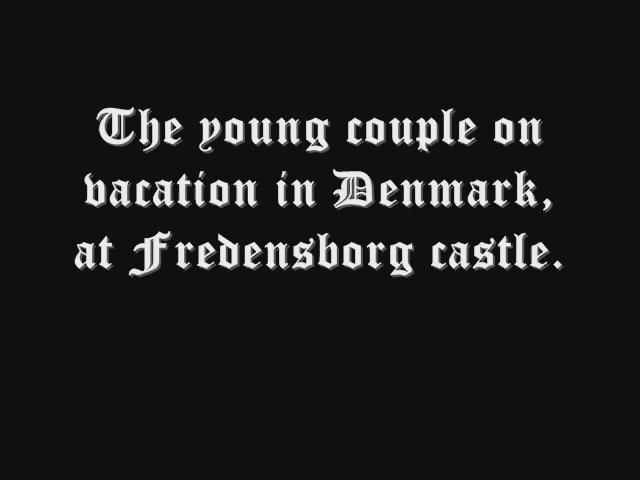 The young couple on
vacation in Denmark,
at Fredensborg castle.